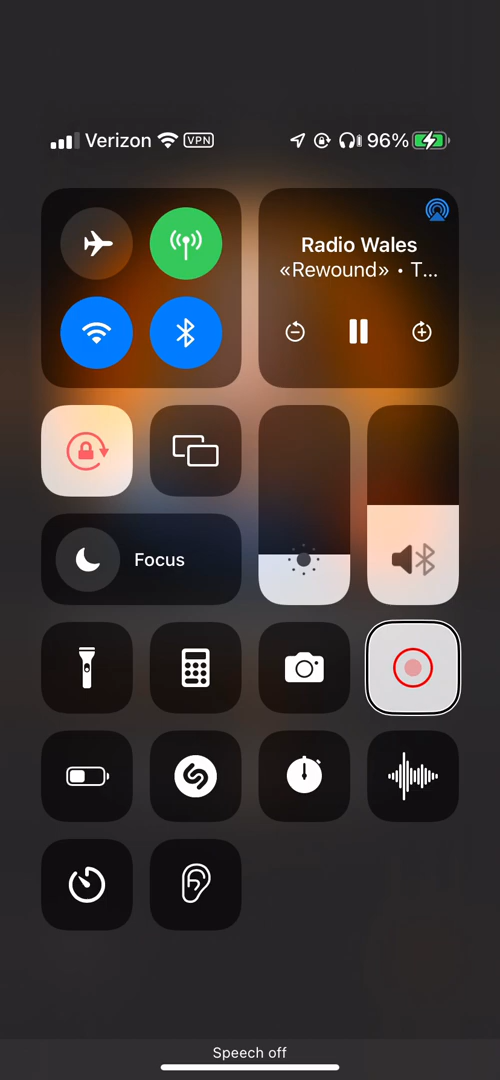 Verizon VPN 96%
Radio Wales
«Rewound» • T...
Focus
Speech off